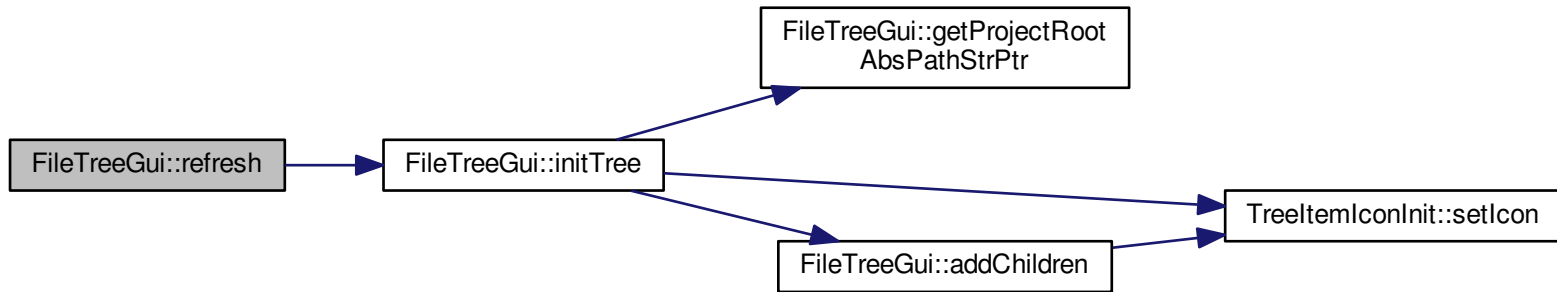 FileTreeGui::getProjectRoot
AbsPathStrPtr
FileTreeGui::refresh
FileTreeGui::initTree
TreeItemIconInit::setIcon
FileTreeGui::addChildren